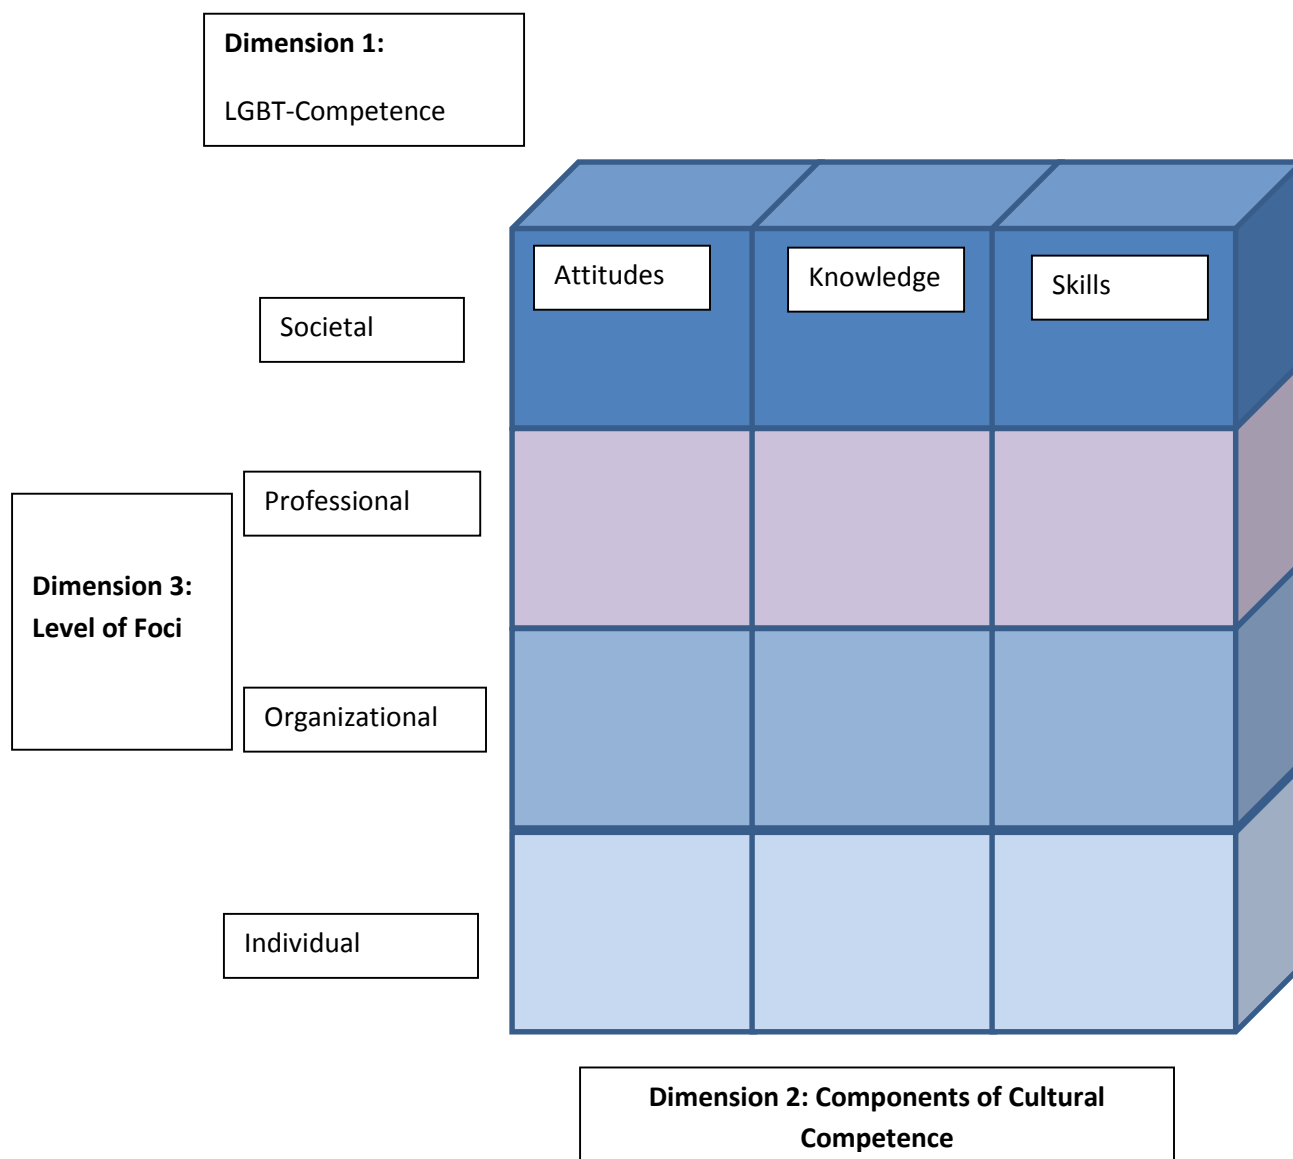 Dimension 1:
LGBT-Competence
Attitudes
Knowledge
Skills
Societal
Professional
Dimension 3:
Level of Foci
Organizational
Individual
Dimension 2: Components of Cultural
Competence